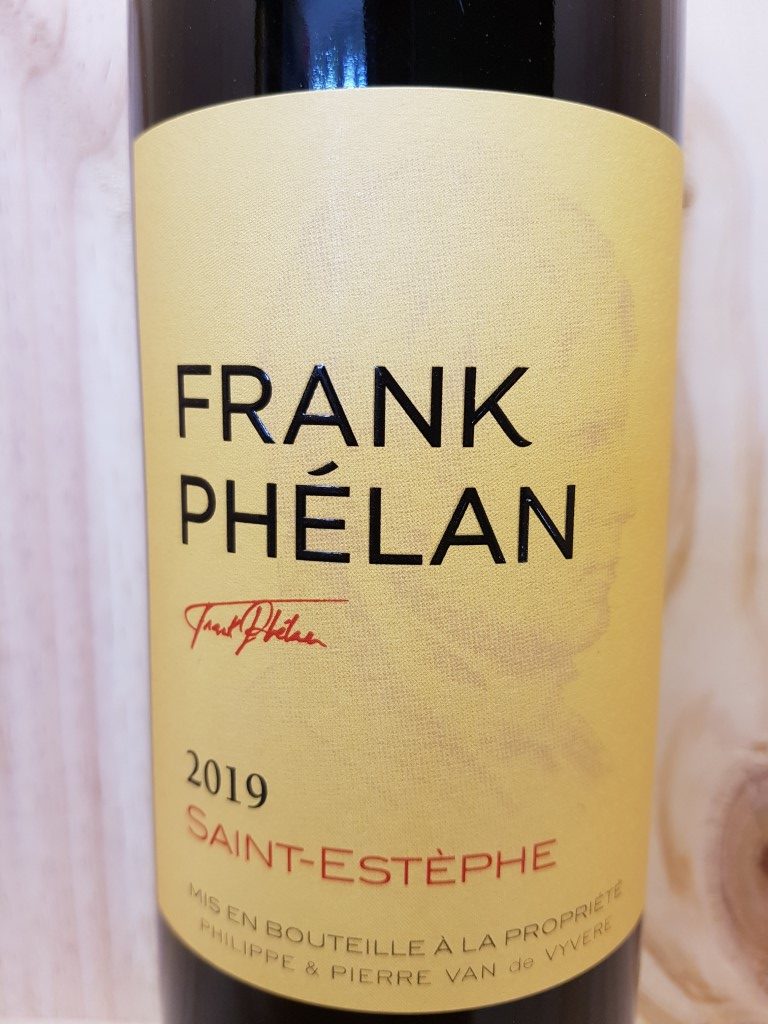 FRANK
PHÉLAN
Frank Phélan
2019
SAINT-ESTÈPHE
MIS EN BOUTEILLE À LA PROPRIÉTÉ
PHILIPPE & PIERRE VAN de VYVERE